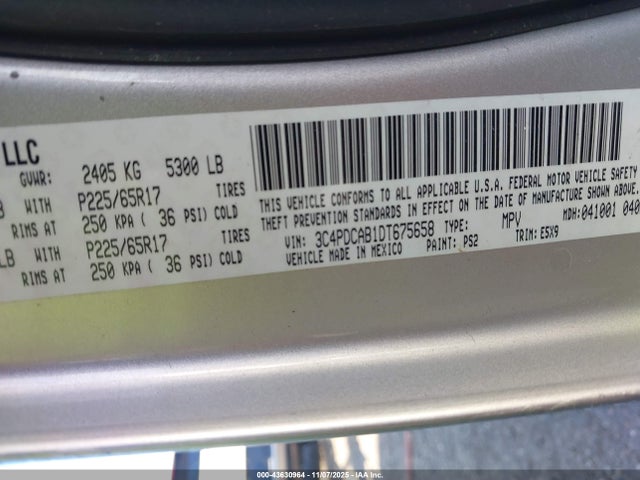 LLC
GVWR: 2405 KG 5300 LB
B WITH P225/65R17 TIRES
RIMS AT 250 KPA ( 36 PSI) COLD
LB WITH P225/65R17 TIRES
RIMS AT 250 KPA ( 36 PSI) COLD
THIS VEHICLE CONFORMS TO ALL APPLICABLE U.S.A. FEDERAL MOTOR VEHICLE SAFETY
THEFT PREVENTION STANDARDS IN EFFECT ON THE DATE OF MANUFACTURE SHOWN ABOVE.
VIN: 3C4PDCAB1DT675658 TYPE: MPV MDH:041001 040
VEHICLE MADE IN MEXICO PAINT: PS2 TRIM: E5X9
000-43630964 - 11/07/2025 - IAAI.COM